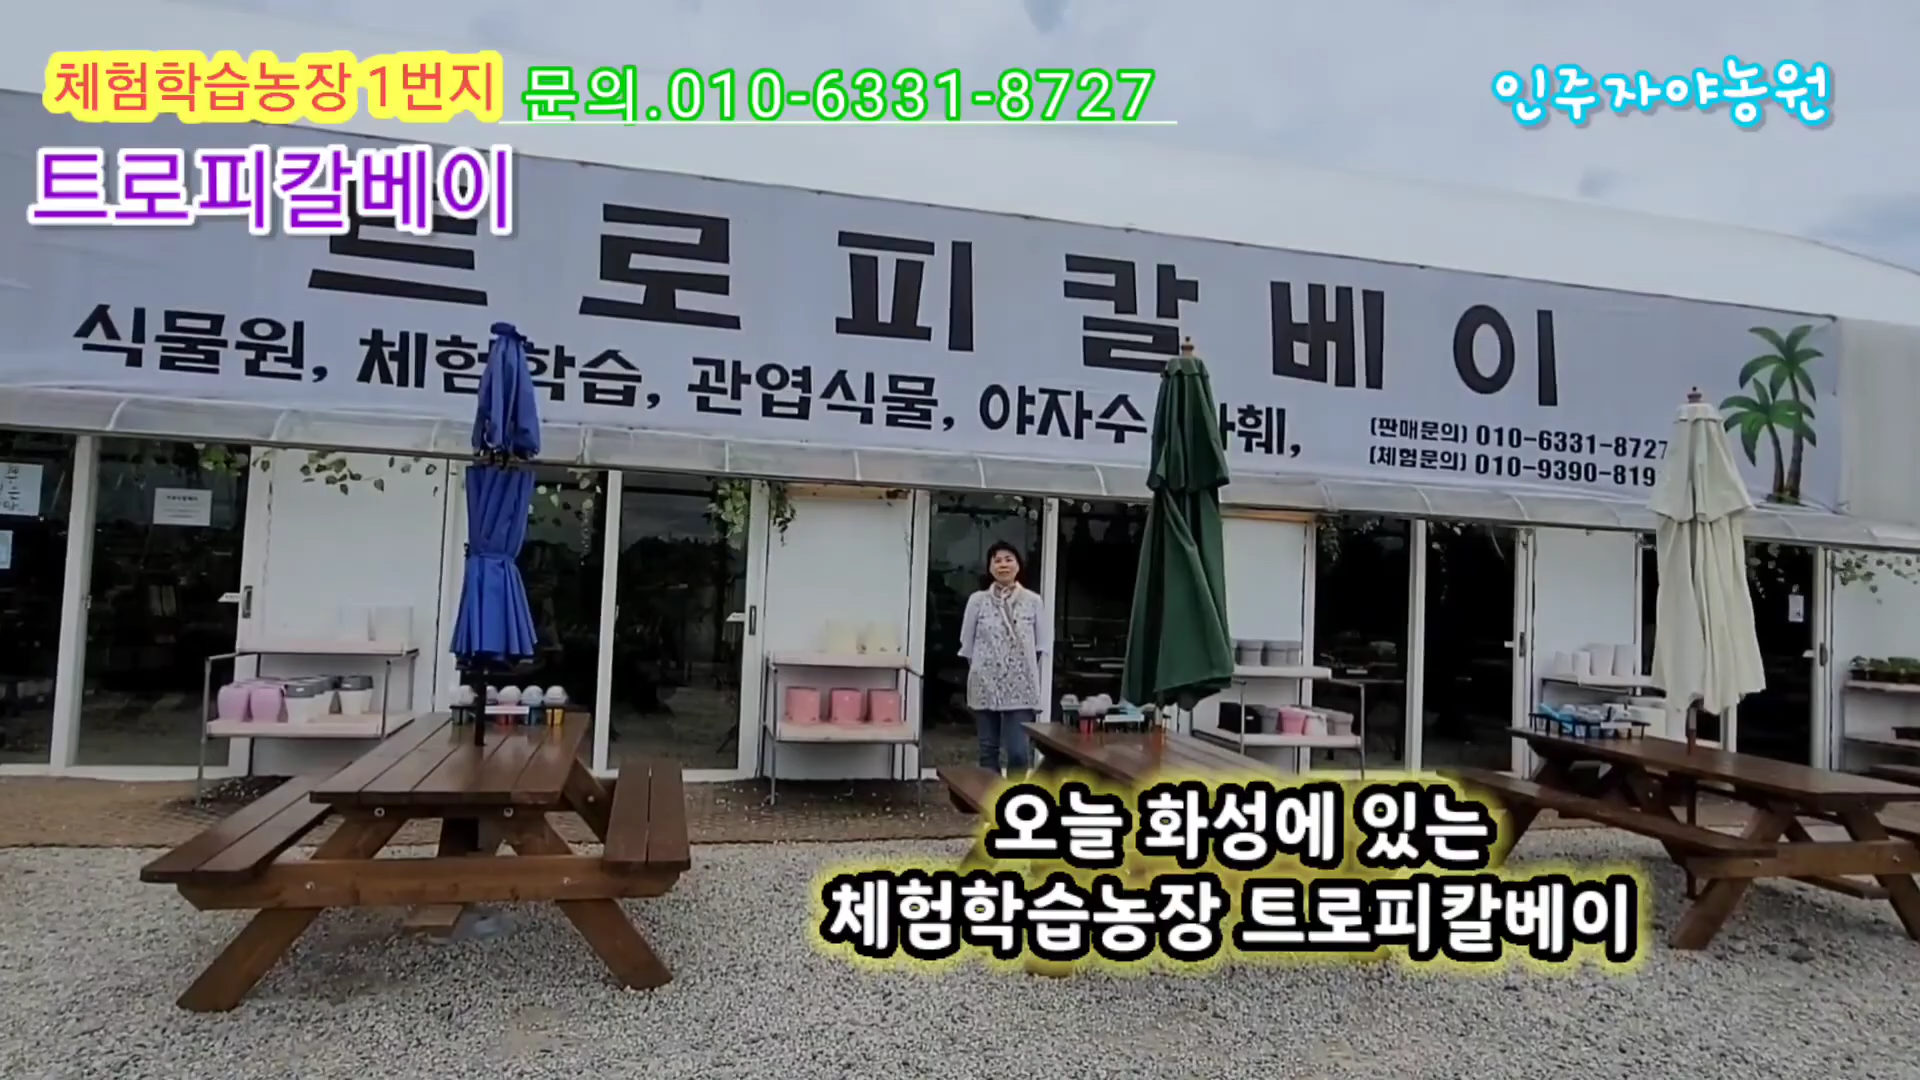 체험학습농장 1번지
문의.010-6331-8727
인주자야농원
트로피칼베이
트로피칼베이
식물원, 체험학습, 관엽식물, 야자수
(판매문의) 010-6331-8727
(체험문의)
오늘 화성에 있는
체험학습농장 트로피칼베이